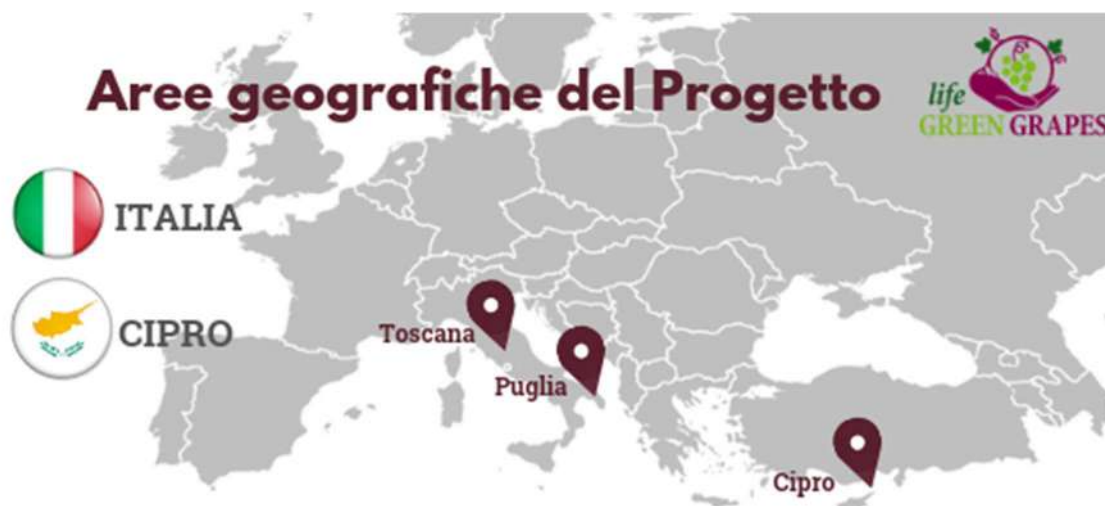 Aree geografiche del Progetto
life
GREEN GRAPES
ITALIA
CIPRO
Toscana
Puglia
Cipro